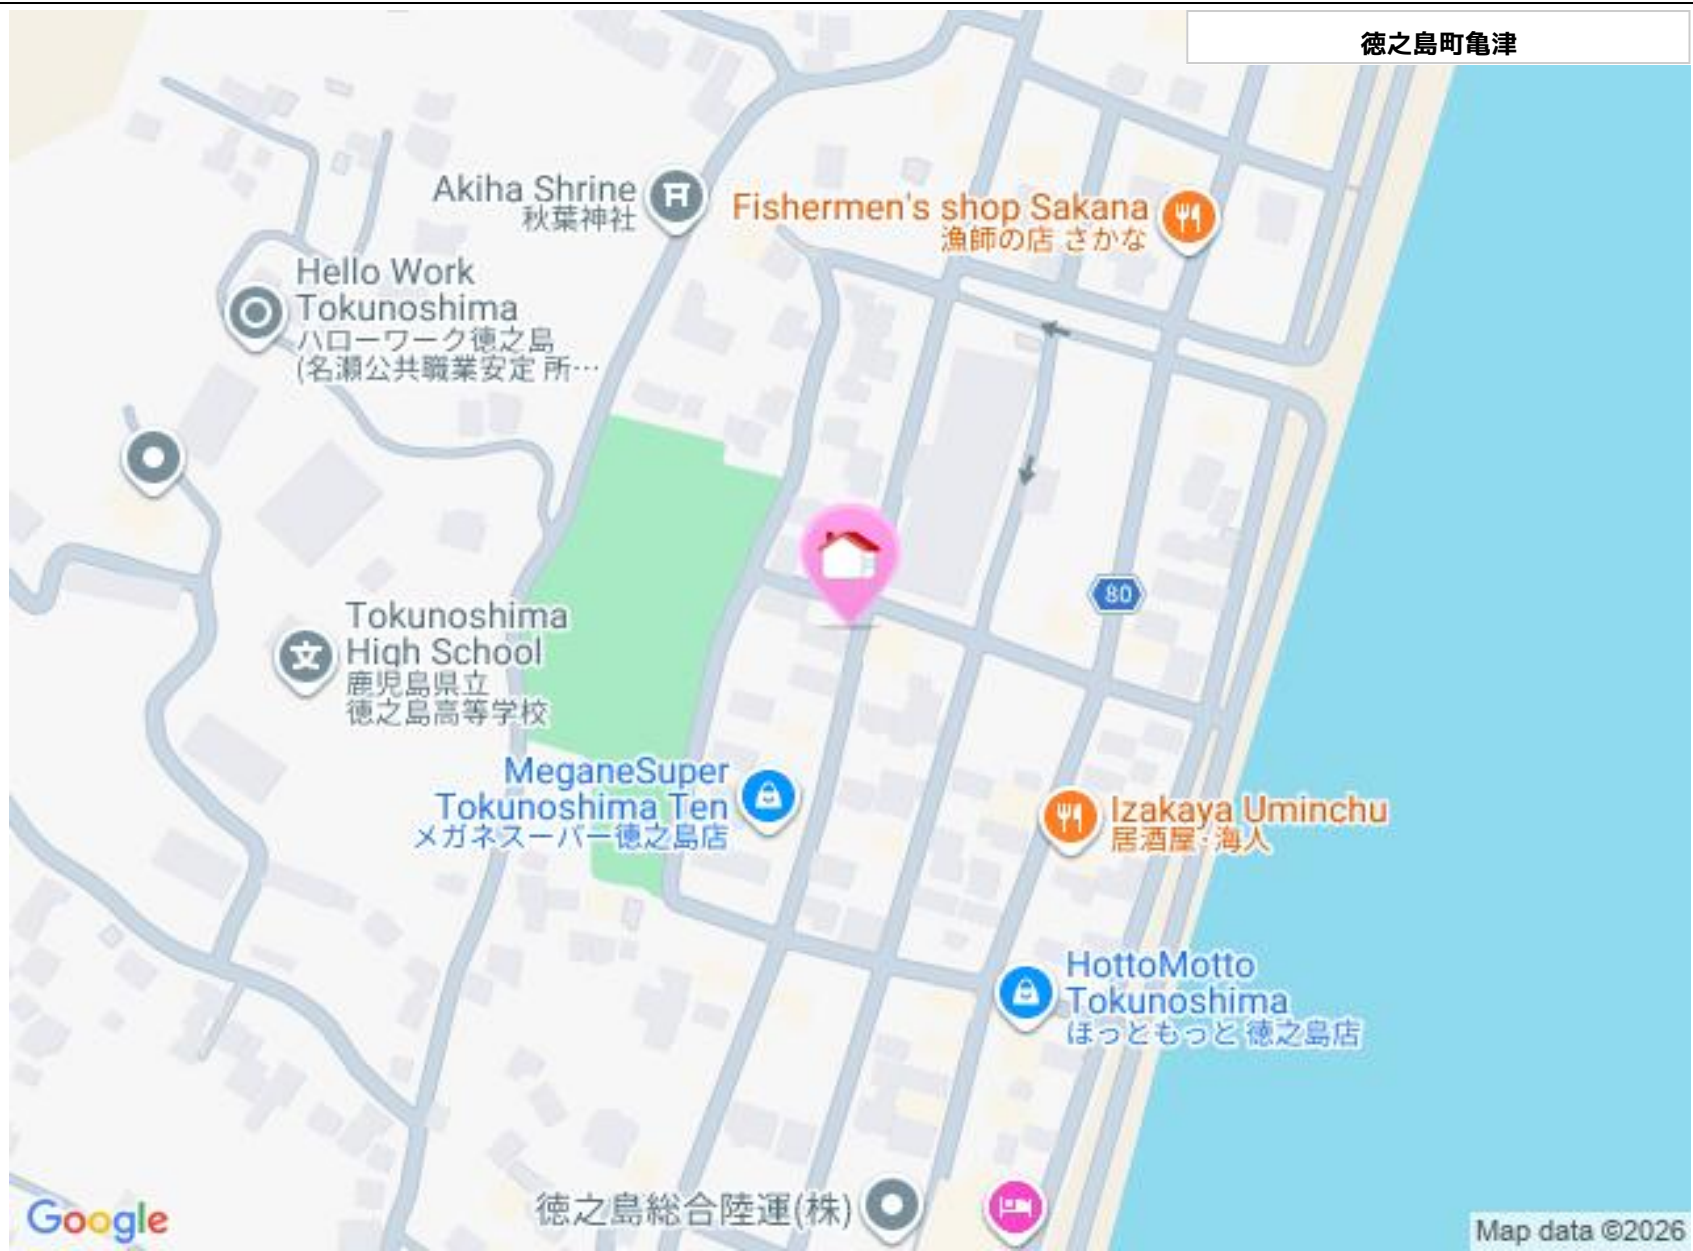 徳之島町亀津
Akiha Shrine
秋葉神社
Fishermen's shop Sakana
漁師の店 さかな
Hello Work
Tokunoshima
ハローワーク徳之島
(名瀬公共職業安定 所…
80
Tokunoshima
High School
鹿児島県立
徳之島高等学校
文
MeganeSuper
Tokunoshima Ten
メガネスーパー徳之島店
Izakaya Uminchu
居酒屋・海人
HottoMotto
Tokunoshima
ほっともっと 徳之島店
徳之島総合陸運(株)
Google
Map data ©2026